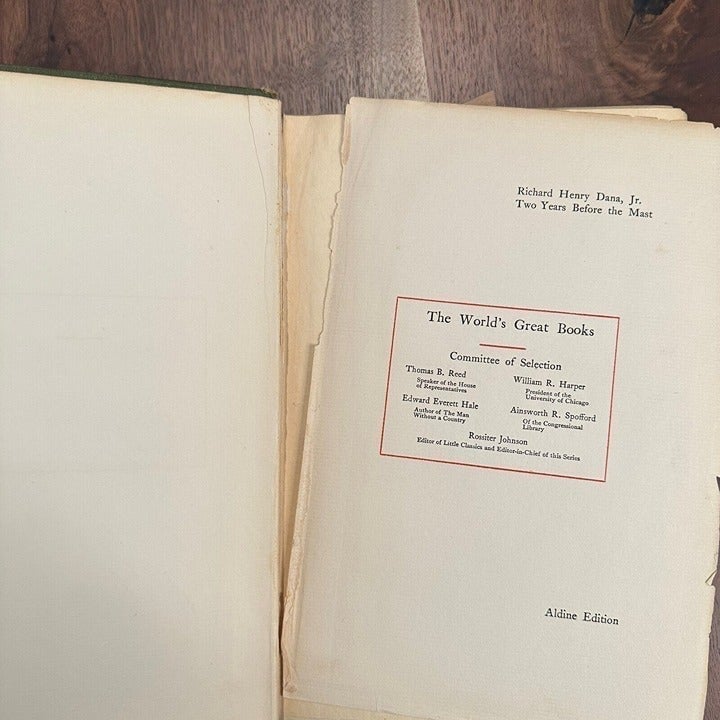 Richard Henry Dana, Jr.
Two Years Before the Mast
The World's Great Books
Committee of Selection
Thomas B. Reed
Speaker of the House
of Representatives
William R. Harper
President of the
University of Chicago
Edward Everett Hale
Author of The Man
Without a Country
Ainsworth R. Spofford
Of the Congressional
Library
Rossiter Johnson
Editor of Little Classics and Editor-in-Chief of this Series
Aldine Edition